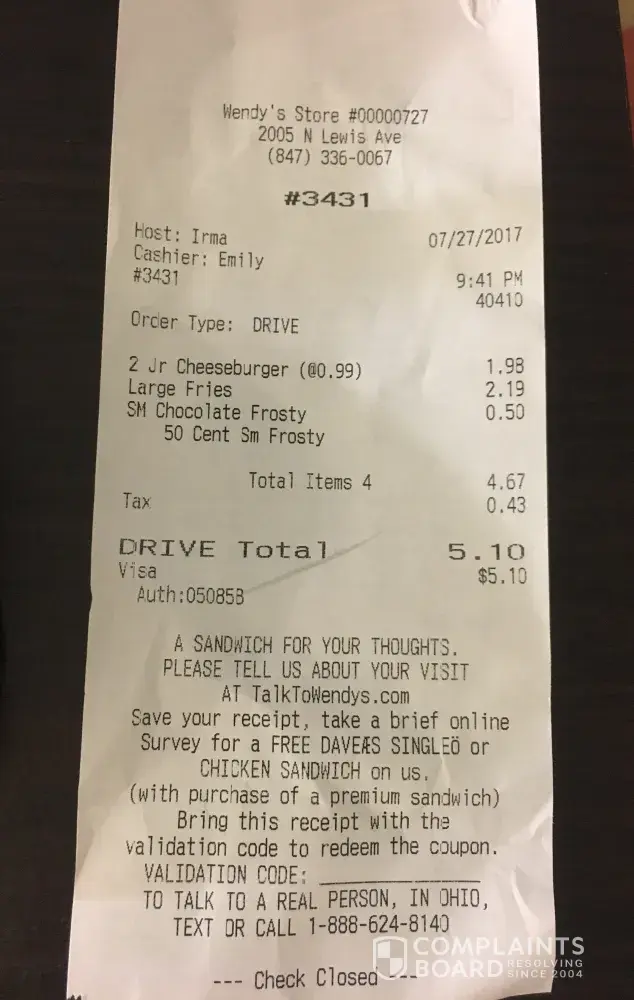 Wendy's Store #00000727
2005 N Lewis Ave
(847) 336-0067
#3431
Host: Irma 07/27/2017
Cashier: Emily
#3431 9:41 PM
40410
Order Type: DRIVE
2 Jr Cheeseburger (@0.99) 1.98
Large Fries 2.19
SM Chocolate Frosty 0.50
50 Cent Sm Frosty
Total Items 4 4.67
Tax 0.43
DRIVE Total 5.10
Visa $5.10
Auth:05085B
A SANDWICH FOR YOUR THOUGHTS.
PLEASE TELL US ABOUT YOUR VISIT
AT TalkToWendys.com
Save your receipt, take a brief online
Survey for a FREE DAVEÆS SINGLEÖ or
CHICKEN SANDWICH on us.
(with purchase of a premium sandwich)
Bring this receipt with the
validation code to redeem the coupon.
VALIDATION CODE: _______________
TO TALK TO A REAL PERSON, IN OHIO,
TEXT OR CALL 1-888-624-8140
--- Check Closed ---
COMPLAINTS
BOARD RESOLVING
SINCE 2004